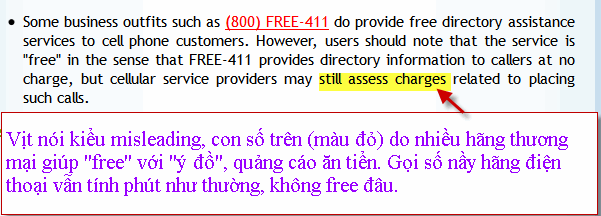 • Some business outfits such as (800) FREE-411 do provide free directory assistance
services to cell phone customers. However, users should note that the service is
"free" in the sense that FREE-411 provides directory information to callers at no
charge, but cellular service providers may still assess charges related to placing
such calls.
Vịt nói kiểu misleading, con số trên (màu đỏ) do nhiều hãng thương
mại giúp "free" với "ý đồ", quảng cáo ăn tiền. Gọi số nầy hãng điện
thoại vẫn tính phút như thường, không free đâu.